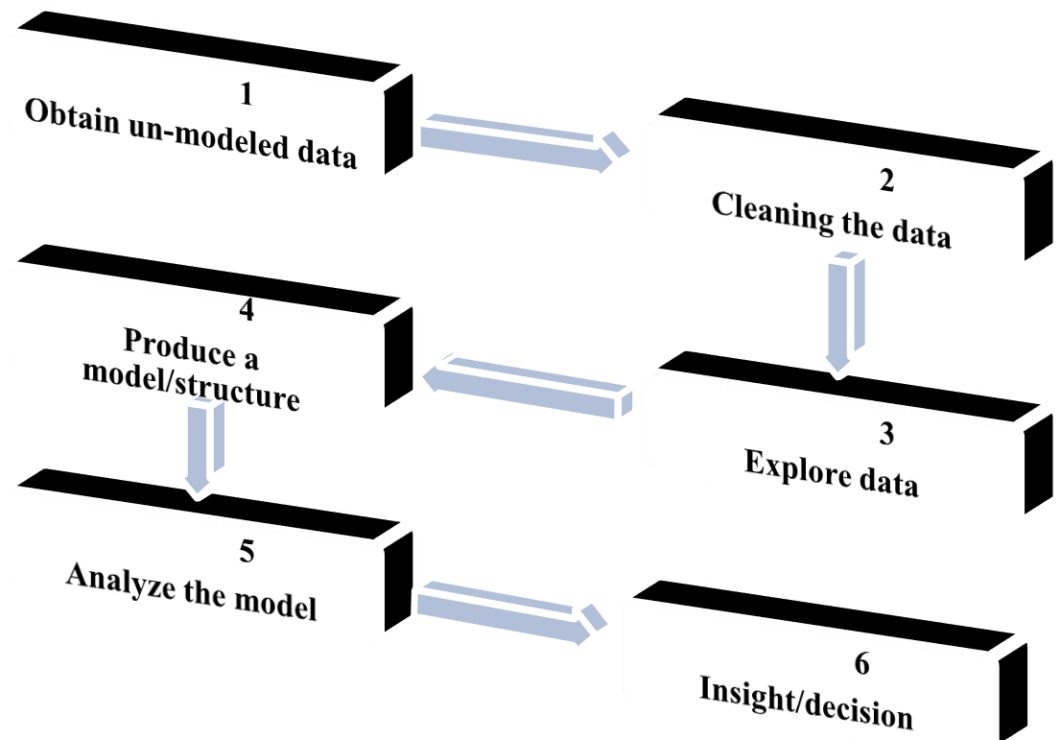 1
Obtain un-modeled data
2
Cleaning the data
3
Explore data
4
Produce a
model/structure
5
Analyze the model
6
Insight/decision